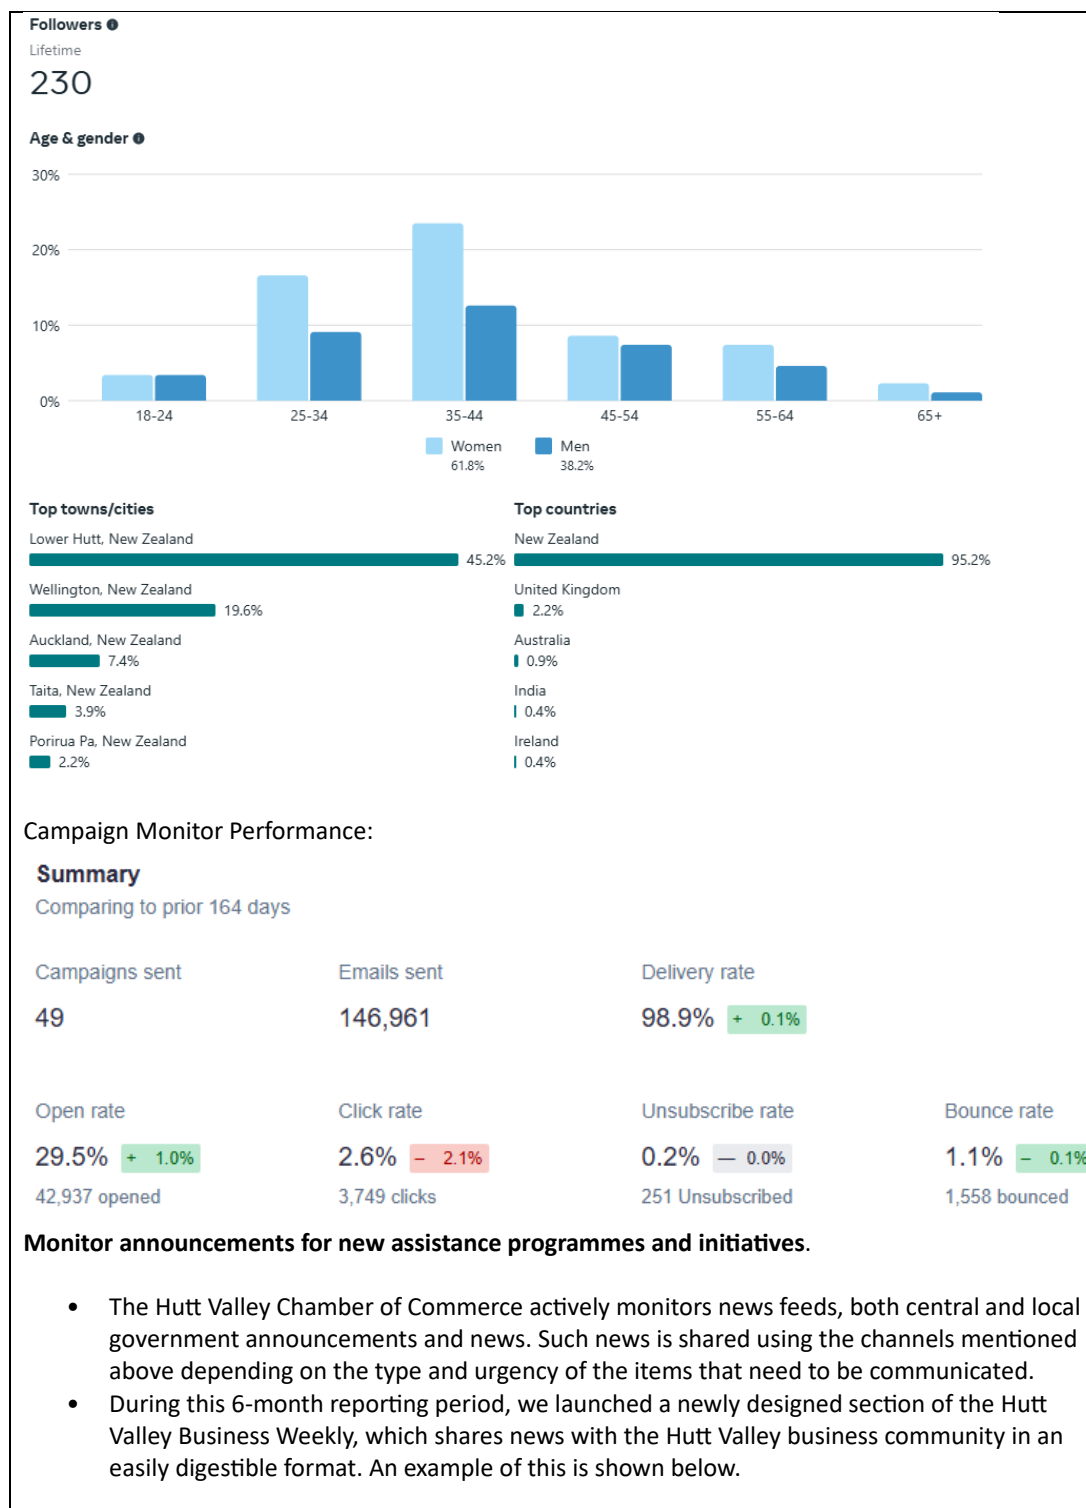 Followers
Lifetime
230
Age & gender
30%
20%
10%
0%
18-24 25-34 35-44 45-54 55-64 65+
Women Men
61.8% 38.2%
Top towns/cities
Lower Hutt, New Zealand
45.2%
Wellington, New Zealand
19.6%
Auckland, New Zealand
7.4%
Taita, New Zealand
3.9%
Porirua Pa, New Zealand
2.2%
Top countries
New Zealand
95.2%
United Kingdom
2.2%
Australia
0.9%
India
0.4%
Ireland
0.4%
Campaign Monitor Performance:
Summary
Comparing to prior 164 days
Campaigns sent Emails sent Delivery rate
49 146,961 98.9% + 0.1%
Open rate Click rate Unsubscribe rate Bounce rate
29.5% + 1.0% 2.6% – 2.1% 0.2% — 0.0% 1.1% – 0.1%
42,937 opened 3,749 clicks 251 Unsubscribed 1,558 bounced
Monitor announcements for new assistance programmes and initiatives.
• The Hutt Valley Chamber of Commerce actively monitors news feeds, both central and local
government announcements and news. Such news is shared using the channels mentioned
above depending on the type and urgency of the items that need to be communicated.
• During this 6-month reporting period, we launched a newly designed section of the Hutt
Valley Business Weekly, which shares news with the Hutt Valley business community in an
easily digestible format. An example of this is shown below.